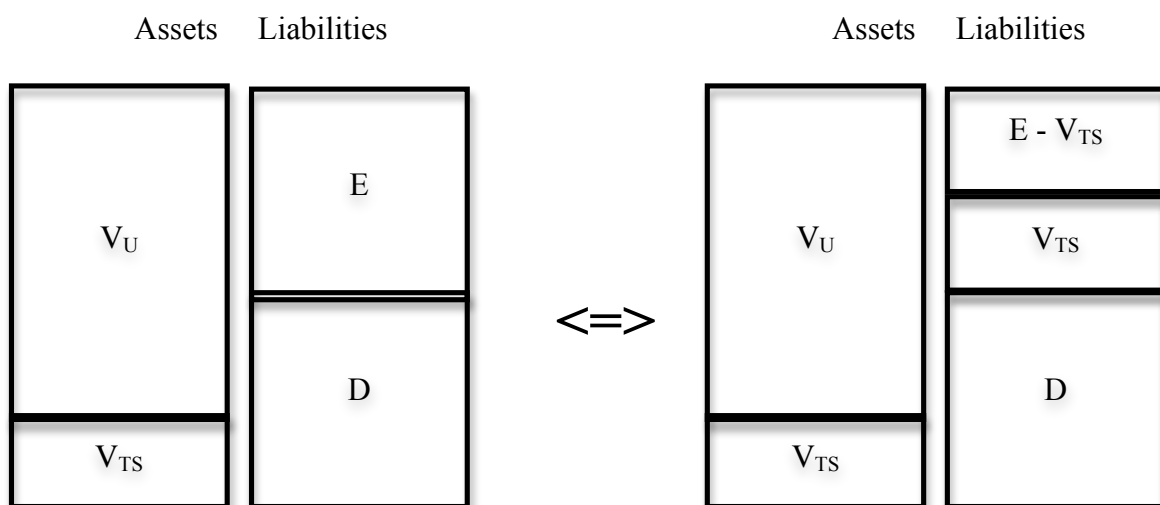 Assets Liabilities Assets Liabilities
E - V_TS
E
V_U V_U V_TS
<=>
D D
V_TS V_TS